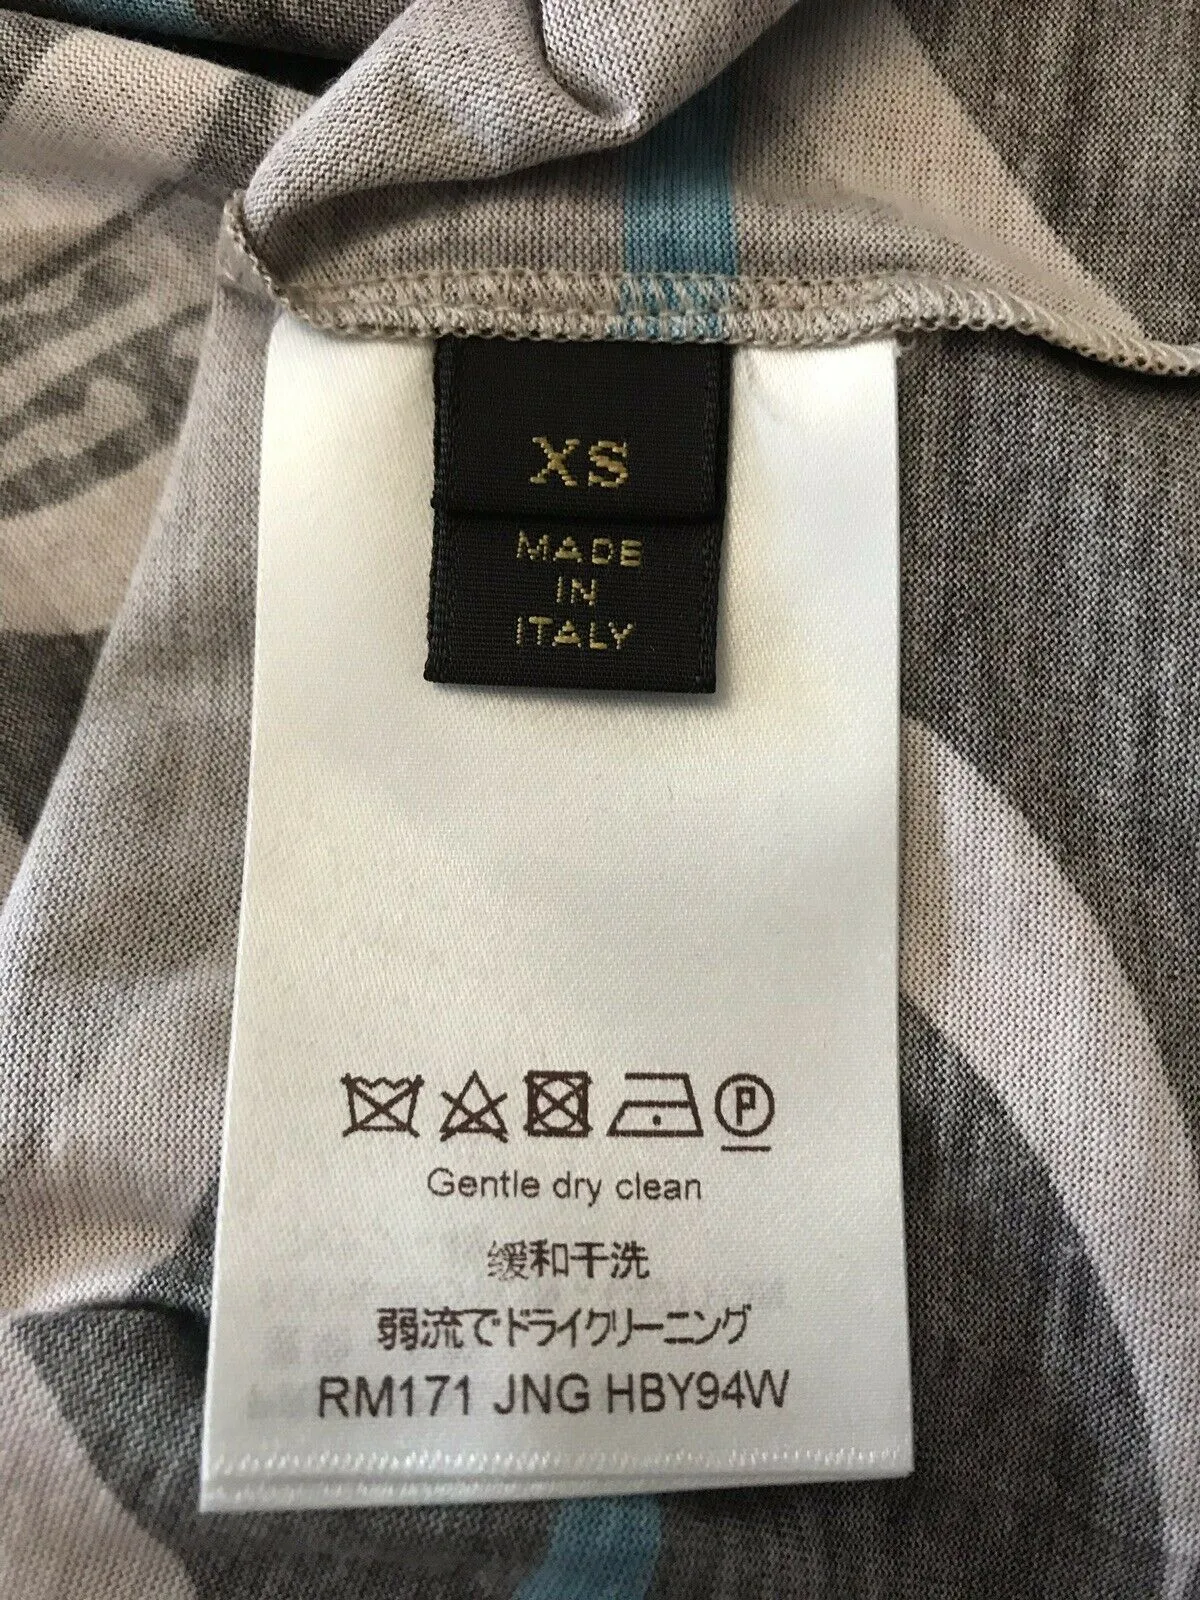 XS
MADE
IN
ITALY
P
Gentle dry clean
缓和干洗
弱流でドライクリーニング
RM171 JNG HBY94W